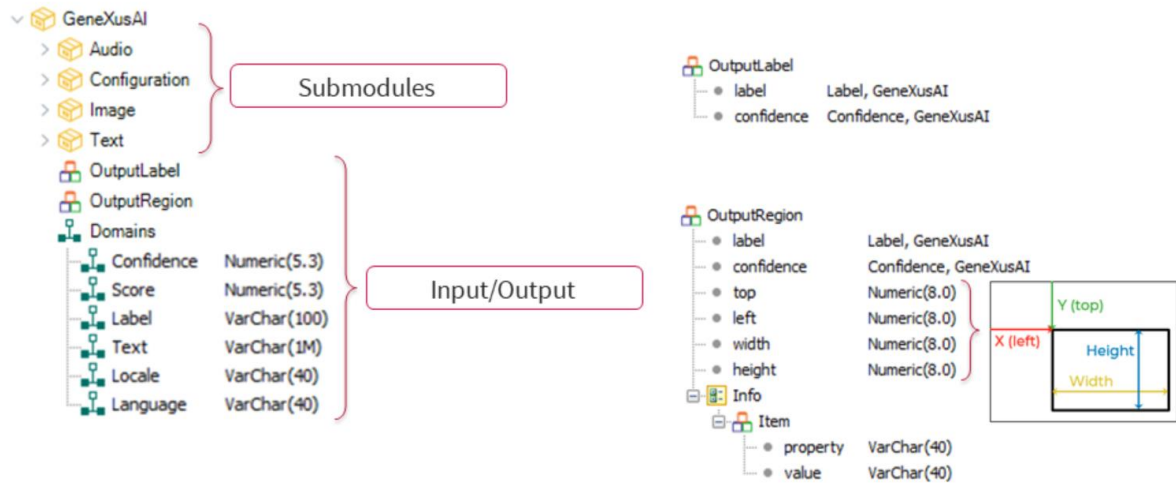 GeneXusAI
Audio
Configuration
Image
Text
Submodules
OutputLabel
OutputRegion
Domains
Confidence Numeric(5.3)
Score Numeric(5.3)
Label VarChar(100)
Text VarChar(1M)
Locale VarChar(40)
Language VarChar(40)
Input/Output
OutputLabel
label Label, GeneXusAI
confidence Confidence, GeneXusAI
OutputRegion
label Label, GeneXusAI
confidence Confidence, GeneXusAI
top Numeric(8.0)
left Numeric(8.0)
width Numeric(8.0)
height Numeric(8.0)
Info
Item
property VarChar(40)
value VarChar(40)
Y (top)
X (left)
Height
Width